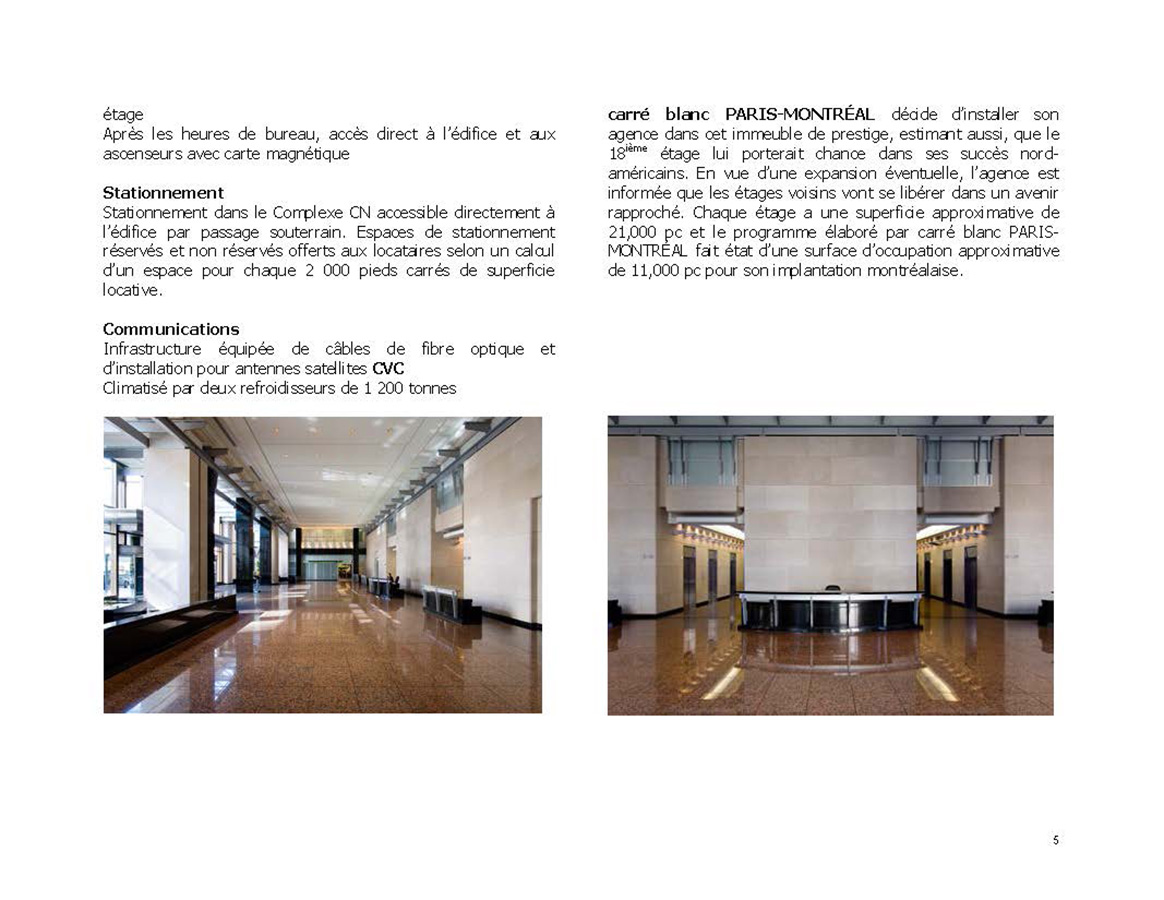 étage
Après les heures de bureau, accès direct à l’édifice et aux
ascenseurs avec carte magnétique
Stationnement
Stationnement dans le Complexe CN accessible directement à
l’édifice par passage souterrain. Espaces de stationnement
réservés et non réservés offerts aux locataires selon un calcul
d’un espace pour chaque 2 000 pieds carrés de superficie
locative.
Communications
Infrastructure équipée de câbles de fibre optique et
d’installation pour antennes satellites CVC
Climatisé par deux refroidisseurs de 1 200 tonnes
carré blanc PARIS-MONTRÉAL décide d’installer son
agence dans cet immeuble de prestige, estimant aussi, que le
18ième étage lui porterait chance dans ses succès nord-
américains. En vue d’une expansion éventuelle, l’agence est
informée que les étages voisins vont se libérer dans un avenir
rapproché. Chaque étage a une superficie approximative de
21,000 pc et le programme élaboré par carré blanc PARIS-
MONTRÉAL fait état d’une surface d’occupation approximative
de 11,000 pc pour son implantation montréalaise.
5